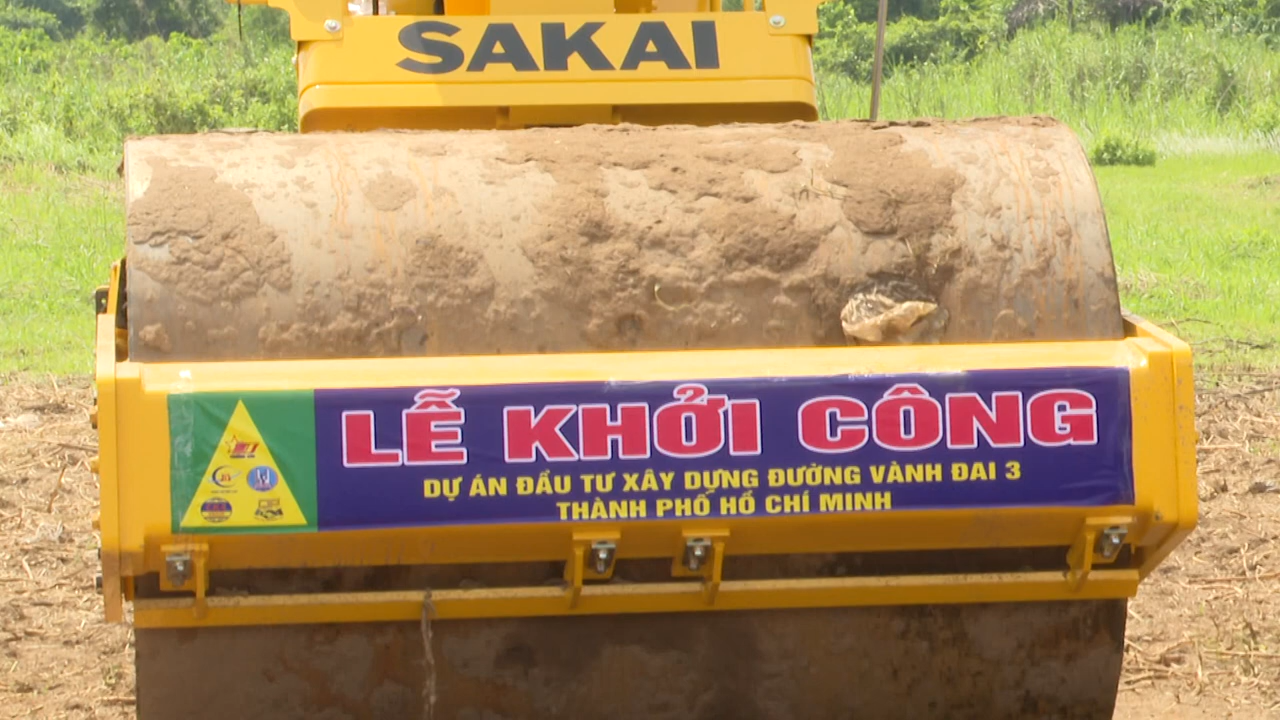 SAKAI
LỄ KHỞI CÔNG
DỰ ÁN ĐẦU TƯ XÂY DỰNG ĐƯỜNG VÀNH ĐAI 3
THÀNH PHỐ HỒ CHÍ MINH